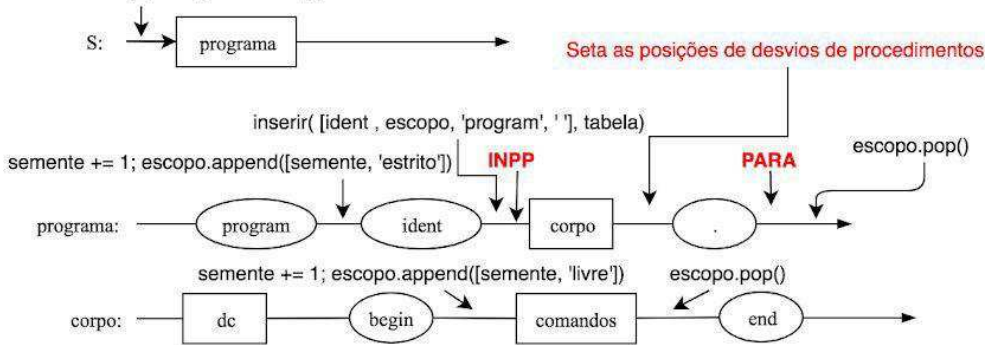 S:
programa
Seta as posições de desvios de procedimentos
inserir( [ident , escopo, 'program', ' '], tabela)
semente += 1; escopo.append([semente, 'estrito'])
INPP
PARA
escopo.pop()
programa:
program
ident
corpo
.
semente += 1; escopo.append([semente, 'livre'])
escopo.pop()
corpo:
dc
begin
comandos
end